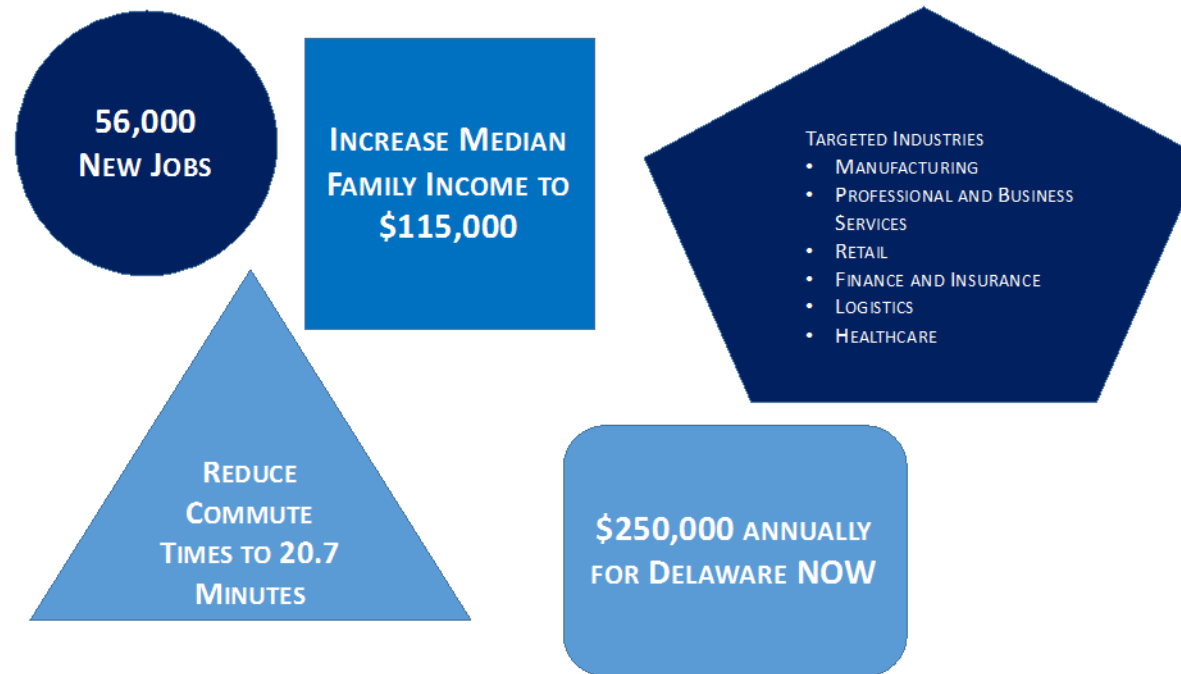 56,000
New Jobs
Increase Median
Family Income to
$115,000
Targeted Industries
• Manufacturing
• Professional and Business
Services
• Retail
• Finance and Insurance
• Logistics
• Healthcare
Reduce
Commute
Times to 20.7
Minutes
$250,000 annually
for Delaware NOW